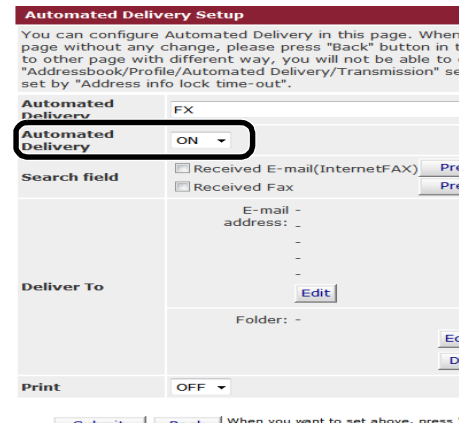 Automated Delivery Setup
You can configure Automated Delivery in this page. When
page without any change, please press "Back" button in t
to other page with different way, you will not be able to
"Addressbook/Profile/Automated Delivery/Transmission" se
set by "Address info lock time-out".
Automated Delivery FX
Automated Delivery ON
Search field Received E-mail(InternetFAX) Pre
Received Fax Pre
E-mail address: -
-
-
-
-
Deliver To
Edit
Folder: -
Ed
D
Print OFF
Submit Back When you want to set above, press "